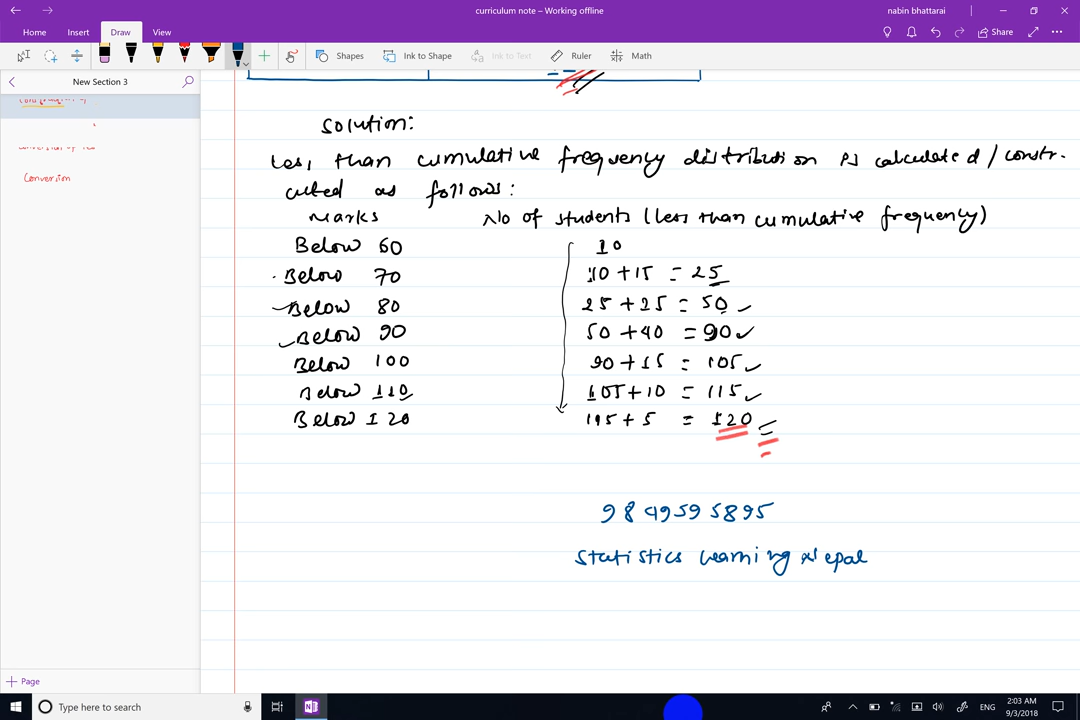 curriculum note – Working offline
nabin bhattarai
Home Insert Draw View
Share
Shapes Ink to Shape Ink to Text Ruler Math
New Section 3
Conversion
Solution:
Less than cumulative frequency distribution is calculated / constr-
ucted as follows:
Marks No of students (less than cumulative frequency)
Below 60 10
Below 70 10 + 15 = 25
Below 80 25 + 25 = 50
Below 90 50 + 40 = 90
Below 100 90 + 15 = 105
Below 110 105 + 10 = 115
Below 120 115 + 5 = 120
9849595895
Statistics Learning Nepal
Page
Type here to search
ENG
2:03 AM
9/3/2018